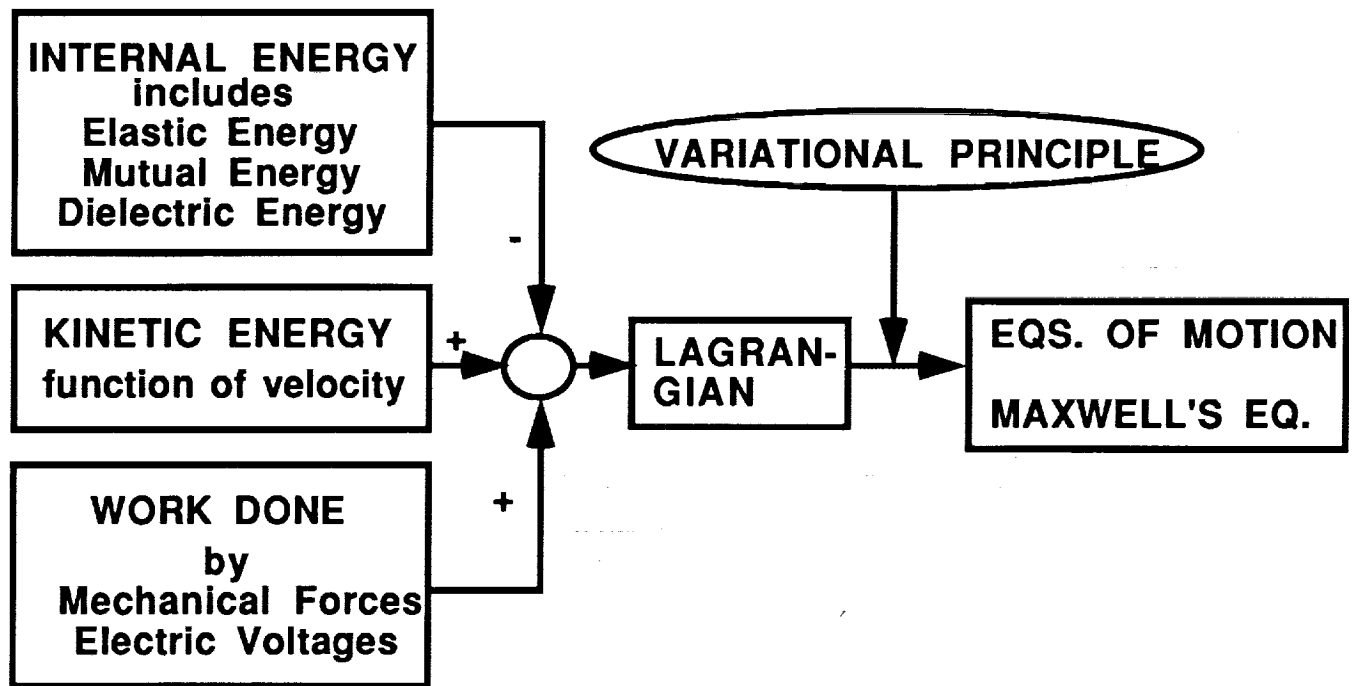 INTERNAL ENERGY
includes
Elastic Energy
Mutual Energy
Dielectric Energy
-
VARIATIONAL PRINCIPLE
KINETIC ENERGY
function of velocity
+
LAGRAN-
GIAN
EQS. OF MOTION
MAXWELL'S EQ.
+
WORK DONE
by
Mechanical Forces
Electric Voltages